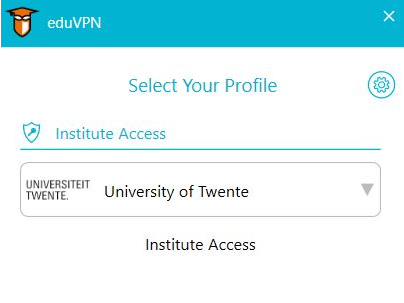 eduVPN
Select Your Profile
Institute Access
UNIVERSITEIT
TWENTE.
University of Twente
Institute Access